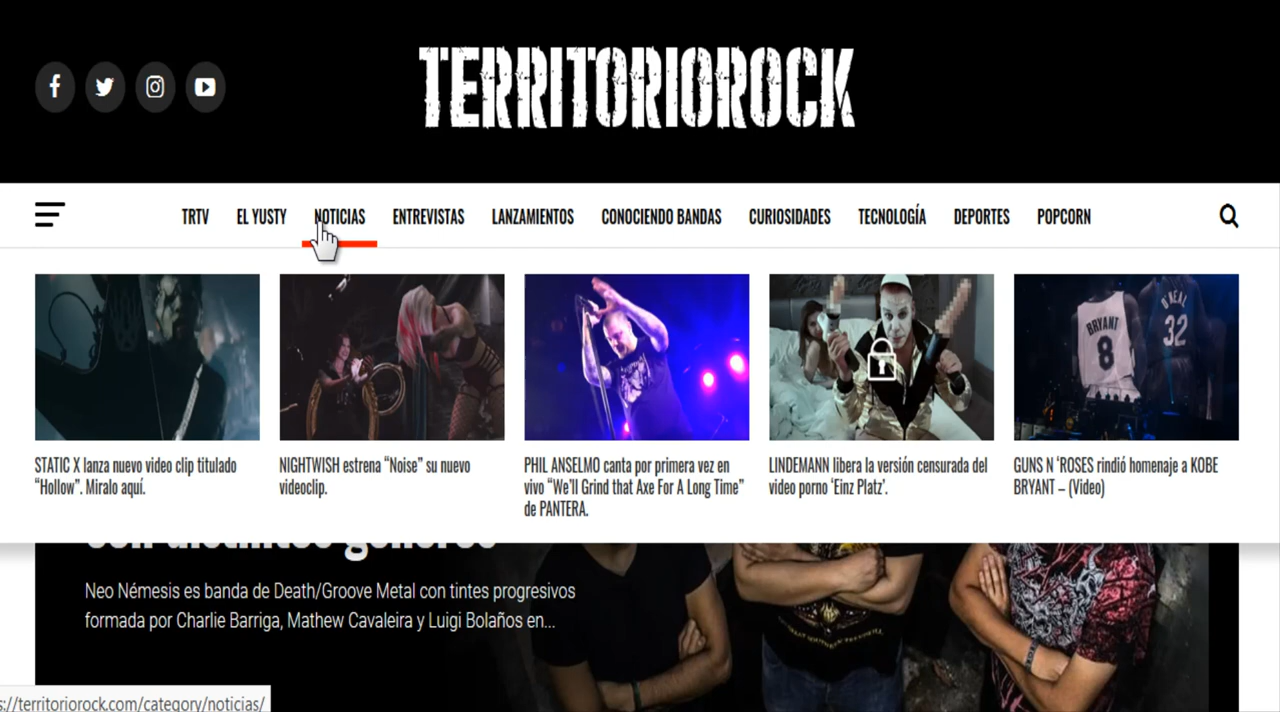 TERRITORIOROCK
TRTV EL YUSTY NOTICIAS ENTREVISTAS LANZAMIENTOS CONOCIENDO BANDAS CURIOSIDADES TECNOLOGÍA DEPORTES POPCORN
BRYANT
8
O'NEAL
32
STATIC X lanza nuevo video clip titulado
“Hollow”. Miralo aquí.
NIGHTWISH estrena “Noise” su nuevo
videoclip.
PHIL ANSELMO canta por primera vez en
vivo “We’ll Grind that Axe For A Long Time”
de PANTERA.
LINDEMANN libera la versión censurada del
video porno ‘Einz Platz’.
GUNS N ‘ROSES rindió homenaje a KOBE
BRYANT – (Video)
con distintos géneros
Neo Némesis es banda de Death/Groove Metal con tintes progresivos
formada por Charlie Barriga, Mathew Cavaleira y Luigi Bolaños en...
s://territoriorock.com/category/noticias/